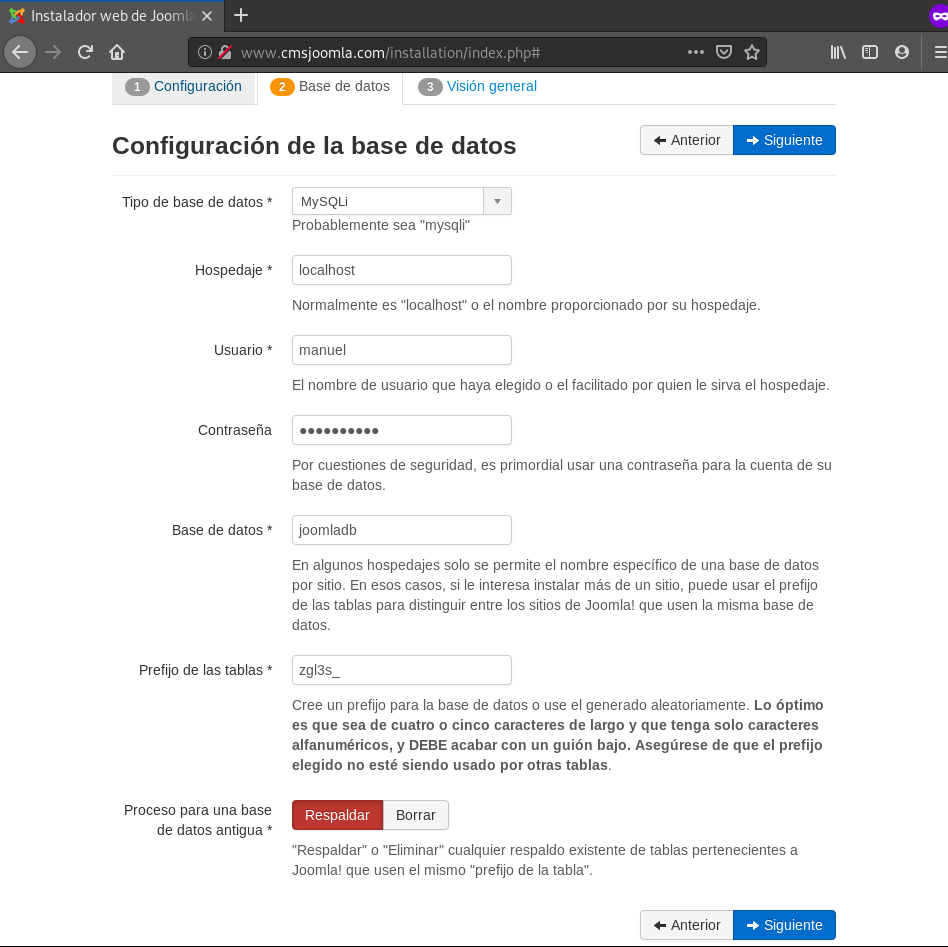 Instalador web de Joomla
www.cmsjoomla.com/installation/index.php#
1 Configuración
2 Base de datos
3 Visión general
Configuración de la base de datos
Anterior
Siguiente
Tipo de base de datos *
MySQLi
Probablemente sea "mysqli"
Hospedaje *
localhost
Normalmente es "localhost" o el nombre proporcionado por su hospedaje.
Usuario *
manuel
El nombre de usuario que haya elegido o el facilitado por quien le sirva el hospedaje.
Contraseña
●●●●●●●●●●
Por cuestiones de seguridad, es primordial usar una contraseña para la cuenta de su
base de datos.
Base de datos *
joomladb
En algunos hospedajes solo se permite el nombre específico de una base de datos
por sitio. En esos casos, si le interesa instalar más de un sitio, puede usar el prefijo
de las tablas para distinguir entre los sitios de Joomla! que usen la misma base de
datos.
Prefijo de las tablas *
zgl3s_
Cree un prefijo para la base de datos o use el generado aleatoriamente. Lo óptimo
es que sea de cuatro o cinco caracteres de largo y que tenga solo caracteres
alfanuméricos, y DEBE acabar con un guión bajo. Asegúrese de que el prefijo
elegido no esté siendo usado por otras tablas.
Proceso para una base
de datos antigua *
Respaldar
Borrar
"Respaldar" o "Eliminar" cualquier respaldo existente de tablas pertenecientes a
Joomla! que usen el mismo "prefijo de la tabla".
Anterior
Siguiente